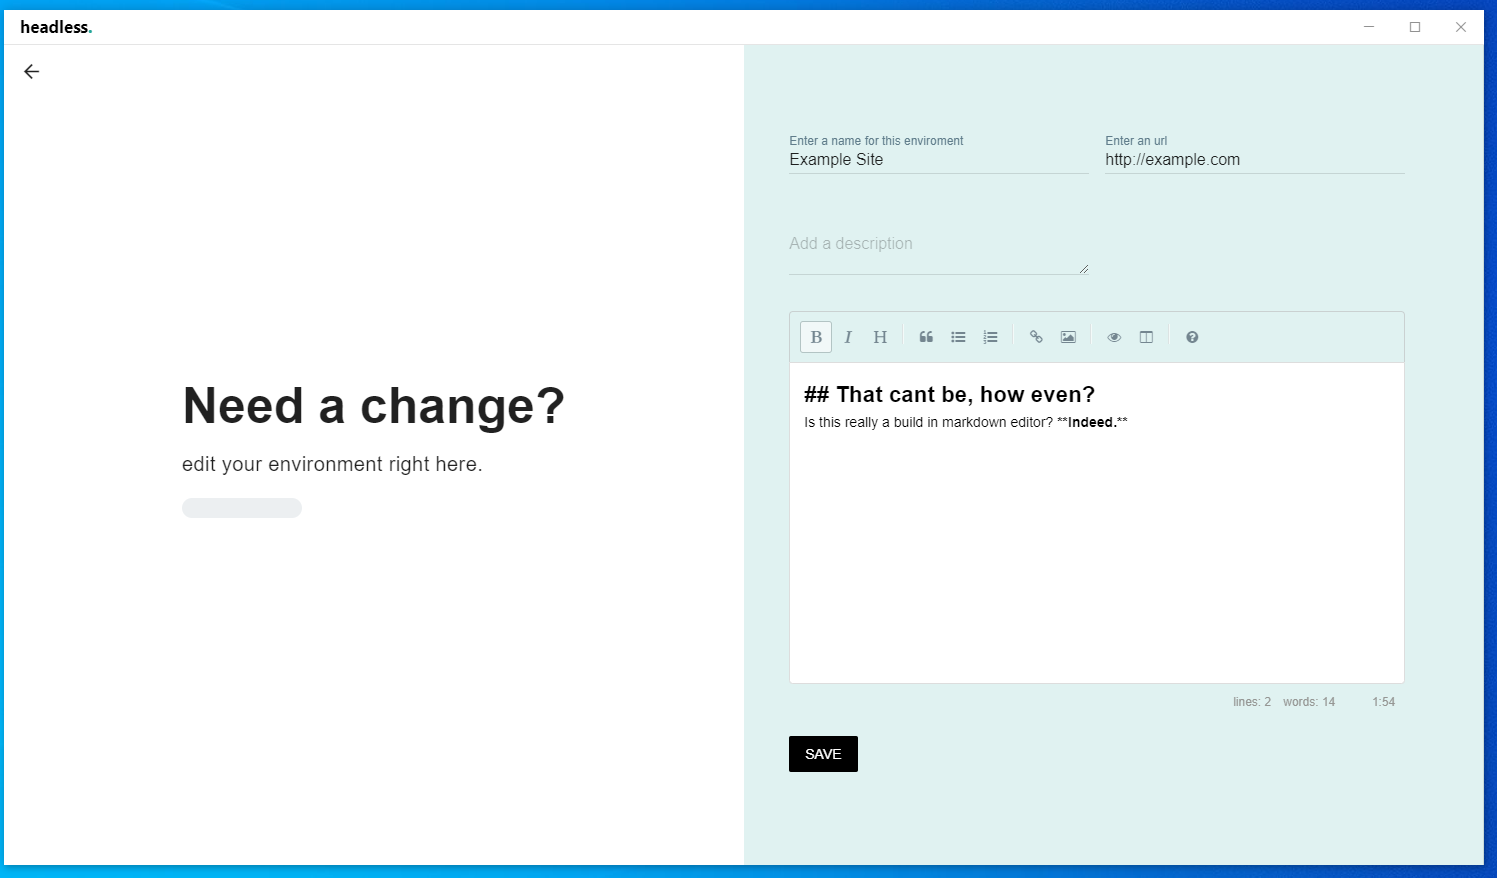 headless.
Need a change?
edit your environment right here.
Enter a name for this enviroment
Example Site
Enter an url
http://example.com
Add a description
B I H
## That cant be, how even?
Is this really a build in markdown editor? **Indeed.**
lines: 2 words: 14 1:54
SAVE